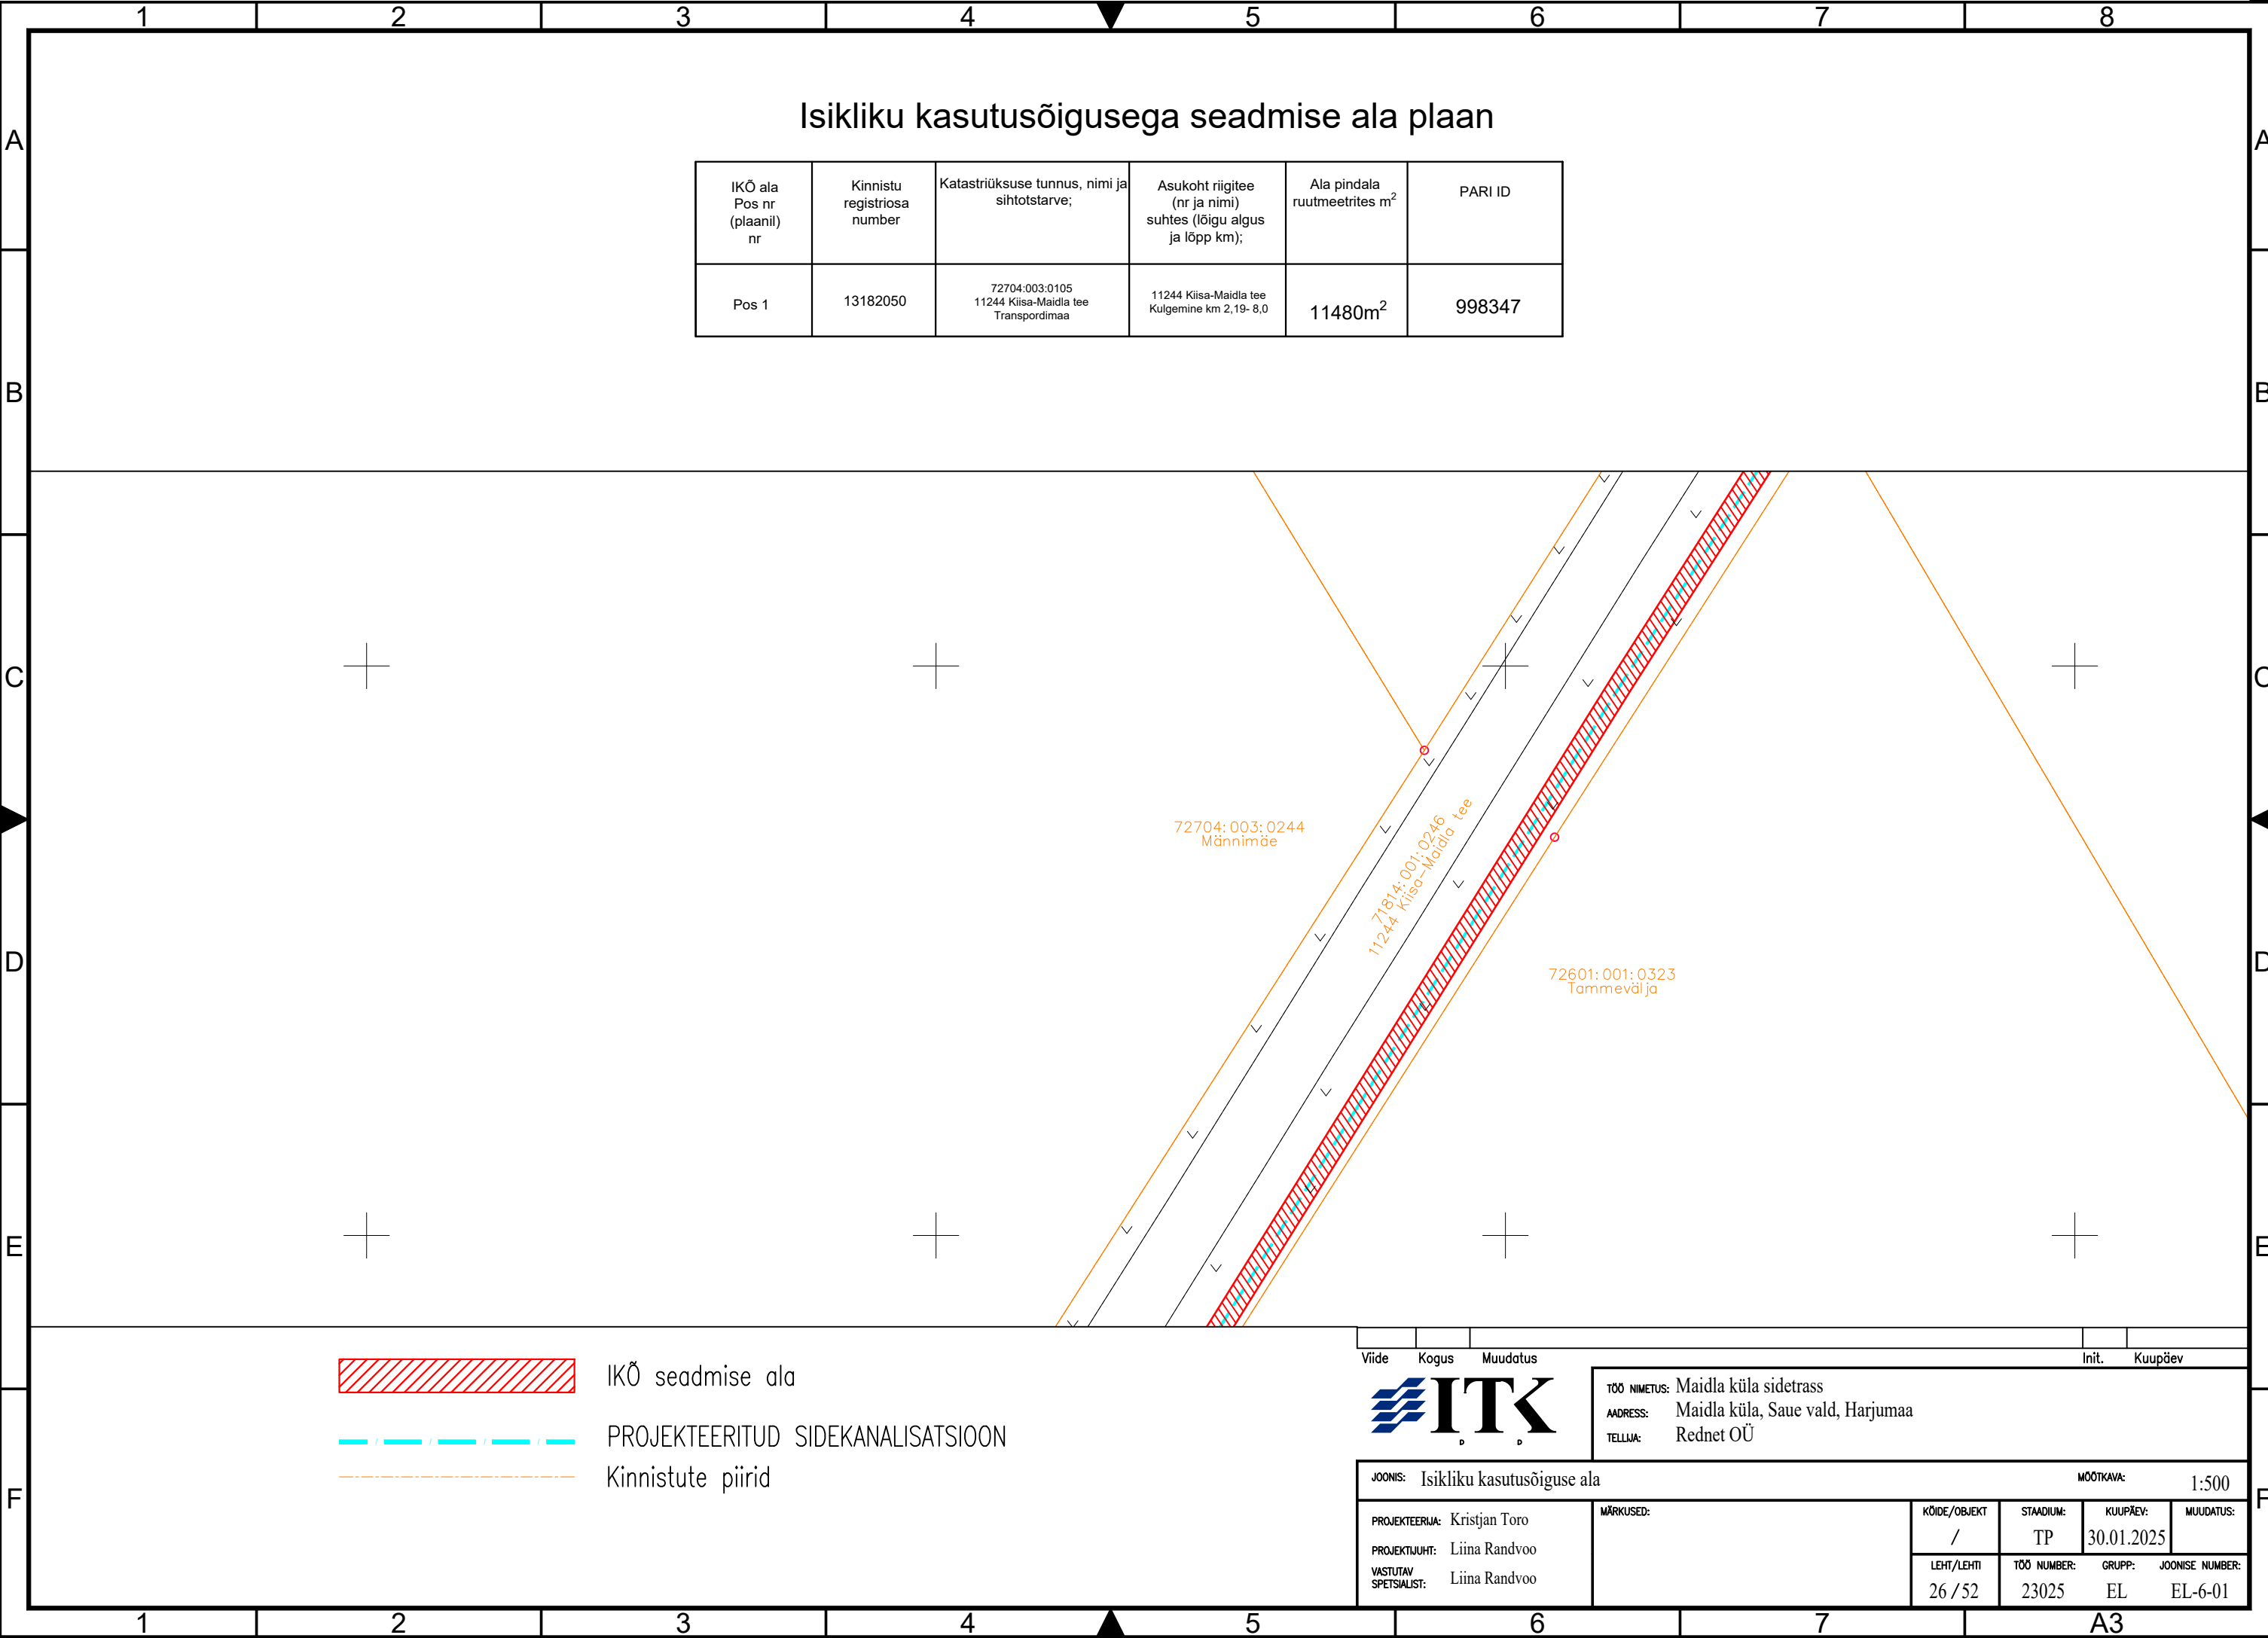 1 2 3 4 5 6 7 8
A A
B B
C C
D D
E E
F F
Isikliku kasutusõigusega seadmise ala plaan
IKÕ ala
Pos nr
(plaanil)
nr
Kinnistu
registriosa
number
Katastriüksuse tunnus, nimi ja
sihtotstarve;
Asukoht riigitee
(nr ja nimi)
suhtes (lõigu algus
ja lõpp km);
Ala pindala
ruutmeetrites m²
PARI ID
Pos 1
13182050
72704:003:0105
11244 Kiisa-Maidla tee
Transpordimaa
11244 Kiisa-Maidla tee
Kulgemine km 2,19- 8,0
11480m²
998347
72704:003:0244
Männimäe
71814:001:0246
11244 Kiisa-Maidla tee
72601:001:0323
Tammevälja
IKÕ seadmise ala
PROJEKTEERITUD SIDEKANALISATSIOON
Kinnistute piirid
Viide Kogus Muudatus Init. Kuupäev
ITK
D D
TÖÖ NIMETUS: Maidla küla sidetrass
AADRESS: Maidla küla, Saue vald, Harjumaa
TELLIJA: Rednet OÜ
JOONIS: Isikliku kasutusõiguse ala
MÕÕTKAVA: 1:500
PROJEKTEERIJA: Kristjan Toro
PROJEKTIJUHT: Liina Randvoo
VASTUTAV
SPETSIALIST: Liina Randvoo
MÄRKUSED:
KÖIDE/OBJEKT STAADIUM: KUUPÄEV: MUUDATUS:
/ TP 30.01.2025
LEHT/LEHTI TÖÖ NUMBER: GRUPP: JOONISE NUMBER:
26 / 52 23025 EL EL-6-01
1 2 3 4 5 6 7 A3